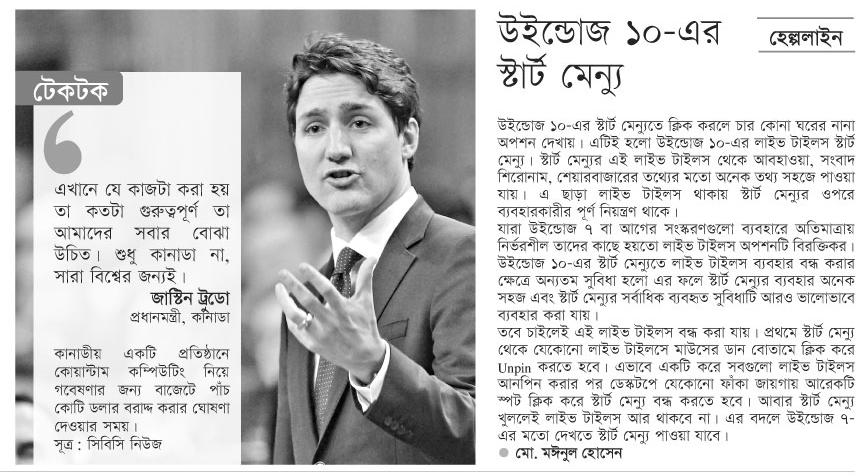 টেকটক
এখানে যে কাজটা করা হয়
তা কতটা গুরুত্বপূর্ণ তা
আমাদের সবার বোঝা
উচিত। শুধু কানাডা না,
সারা বিশ্বের জন্যই।
জাস্টিন ট্রুডো
প্রধানমন্ত্রী, কানাডা
কানাডীয় একটি প্রতিষ্ঠানে
কোয়ান্টাম কম্পিউটিং নিয়ে
গবেষণার জন্য বাজেটে পাঁচ
কোটি ডলার বরাদ্দ করার ঘোষণা
দেওয়ার সময়।
সূত্র : সিবিসি নিউজ
উইন্ডোজ ১০-এর
স্টার্ট মেন্যু
হেল্পলাইন
উইন্ডোজ ১০-এর স্টার্ট মেন্যুতে ক্লিক করলে চার কোনা ঘরের নানা
অপশন দেখায়। এটিই হলো উইন্ডোজ ১০-এর লাইভ টাইলস স্টার্ট
মেন্যু। স্টার্ট মেন্যুর এই লাইভ টাইলস থেকে আবহাওয়া, সংবাদ
শিরোনাম, শেয়ারবাজারের তথ্যের মতো অনেক তথ্য সহজে পাওয়া
যায়। এ ছাড়া লাইভ টাইলস থাকায় স্টার্ট মেন্যুর ওপরে
ব্যবহারকারীর পূর্ণ নিয়ন্ত্রণ থাকে।
যারা উইন্ডোজ ৭ বা আগের সংস্করণগুলো ব্যবহারে অতিমাত্রায়
নির্ভরশীল তাদের কাছে হয়তো লাইভ টাইলস অপশনটি বিরক্তিকর।
উইন্ডোজ ১০-এর স্টার্ট মেন্যুতে লাইভ টাইলস ব্যবহার বন্ধ করার
ক্ষেত্রে অন্যতম সুবিধা হলো এর ফলে স্টার্ট মেন্যুর ব্যবহার অনেক
সহজ এবং স্টার্ট মেন্যুর সর্বাধিক ব্যবহৃত সুবিধাটি আরও ভালোভাবে
ব্যবহার করা যায়।
তবে চাইলেই এই লাইভ টাইলস বন্ধ করা যায়। প্রথমে স্টার্ট মেন্যু
থেকে যেকোনো লাইভ টাইলসে মাউসের ডান বোতামে ক্লিক করে
Unpin করতে হবে। এভাবে একটি করে সবগুলো লাইভ টাইলস
আনপিন করার পর ডেস্কটপে যেকোনো ফাঁকা জায়গায় আরেকটি
স্পট ক্লিক করে স্টার্ট মেন্যু বন্ধ করতে হবে। আবার স্টার্ট মেন্যু
খুললেই লাইভ টাইলস আর থাকবে না। এর বদলে উইন্ডোজ ৭-
এর মতো দেখতে স্টার্ট মেন্যু পাওয়া যাবে।
মো. মঈনুল হোসেন